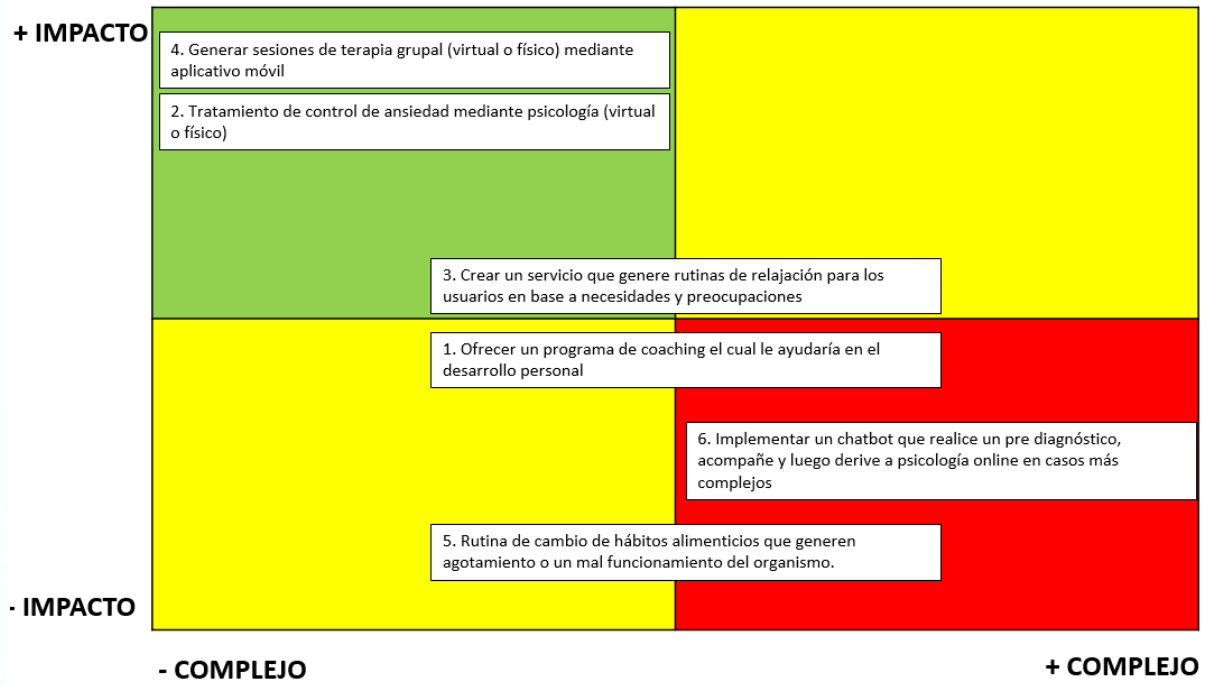 + IMPACTO
4. Generar sesiones de terapia grupal (virtual o físico) mediante
aplicativo móvil
2. Tratamiento de control de ansiedad mediante psicología (virtual
o físico)
3. Crear un servicio que genere rutinas de relajación para los
usuarios en base a necesidades y preocupaciones
1. Ofrecer un programa de coaching el cual le ayudaría en el
desarrollo personal
6. Implementar un chatbot que realice un pre diagnóstico,
acompañe y luego derive a psicología online en casos más
complejos
5. Rutina de cambio de hábitos alimenticios que generen
agotamiento o un mal funcionamiento del organismo.
- IMPACTO
- COMPLEJO
+ COMPLEJO